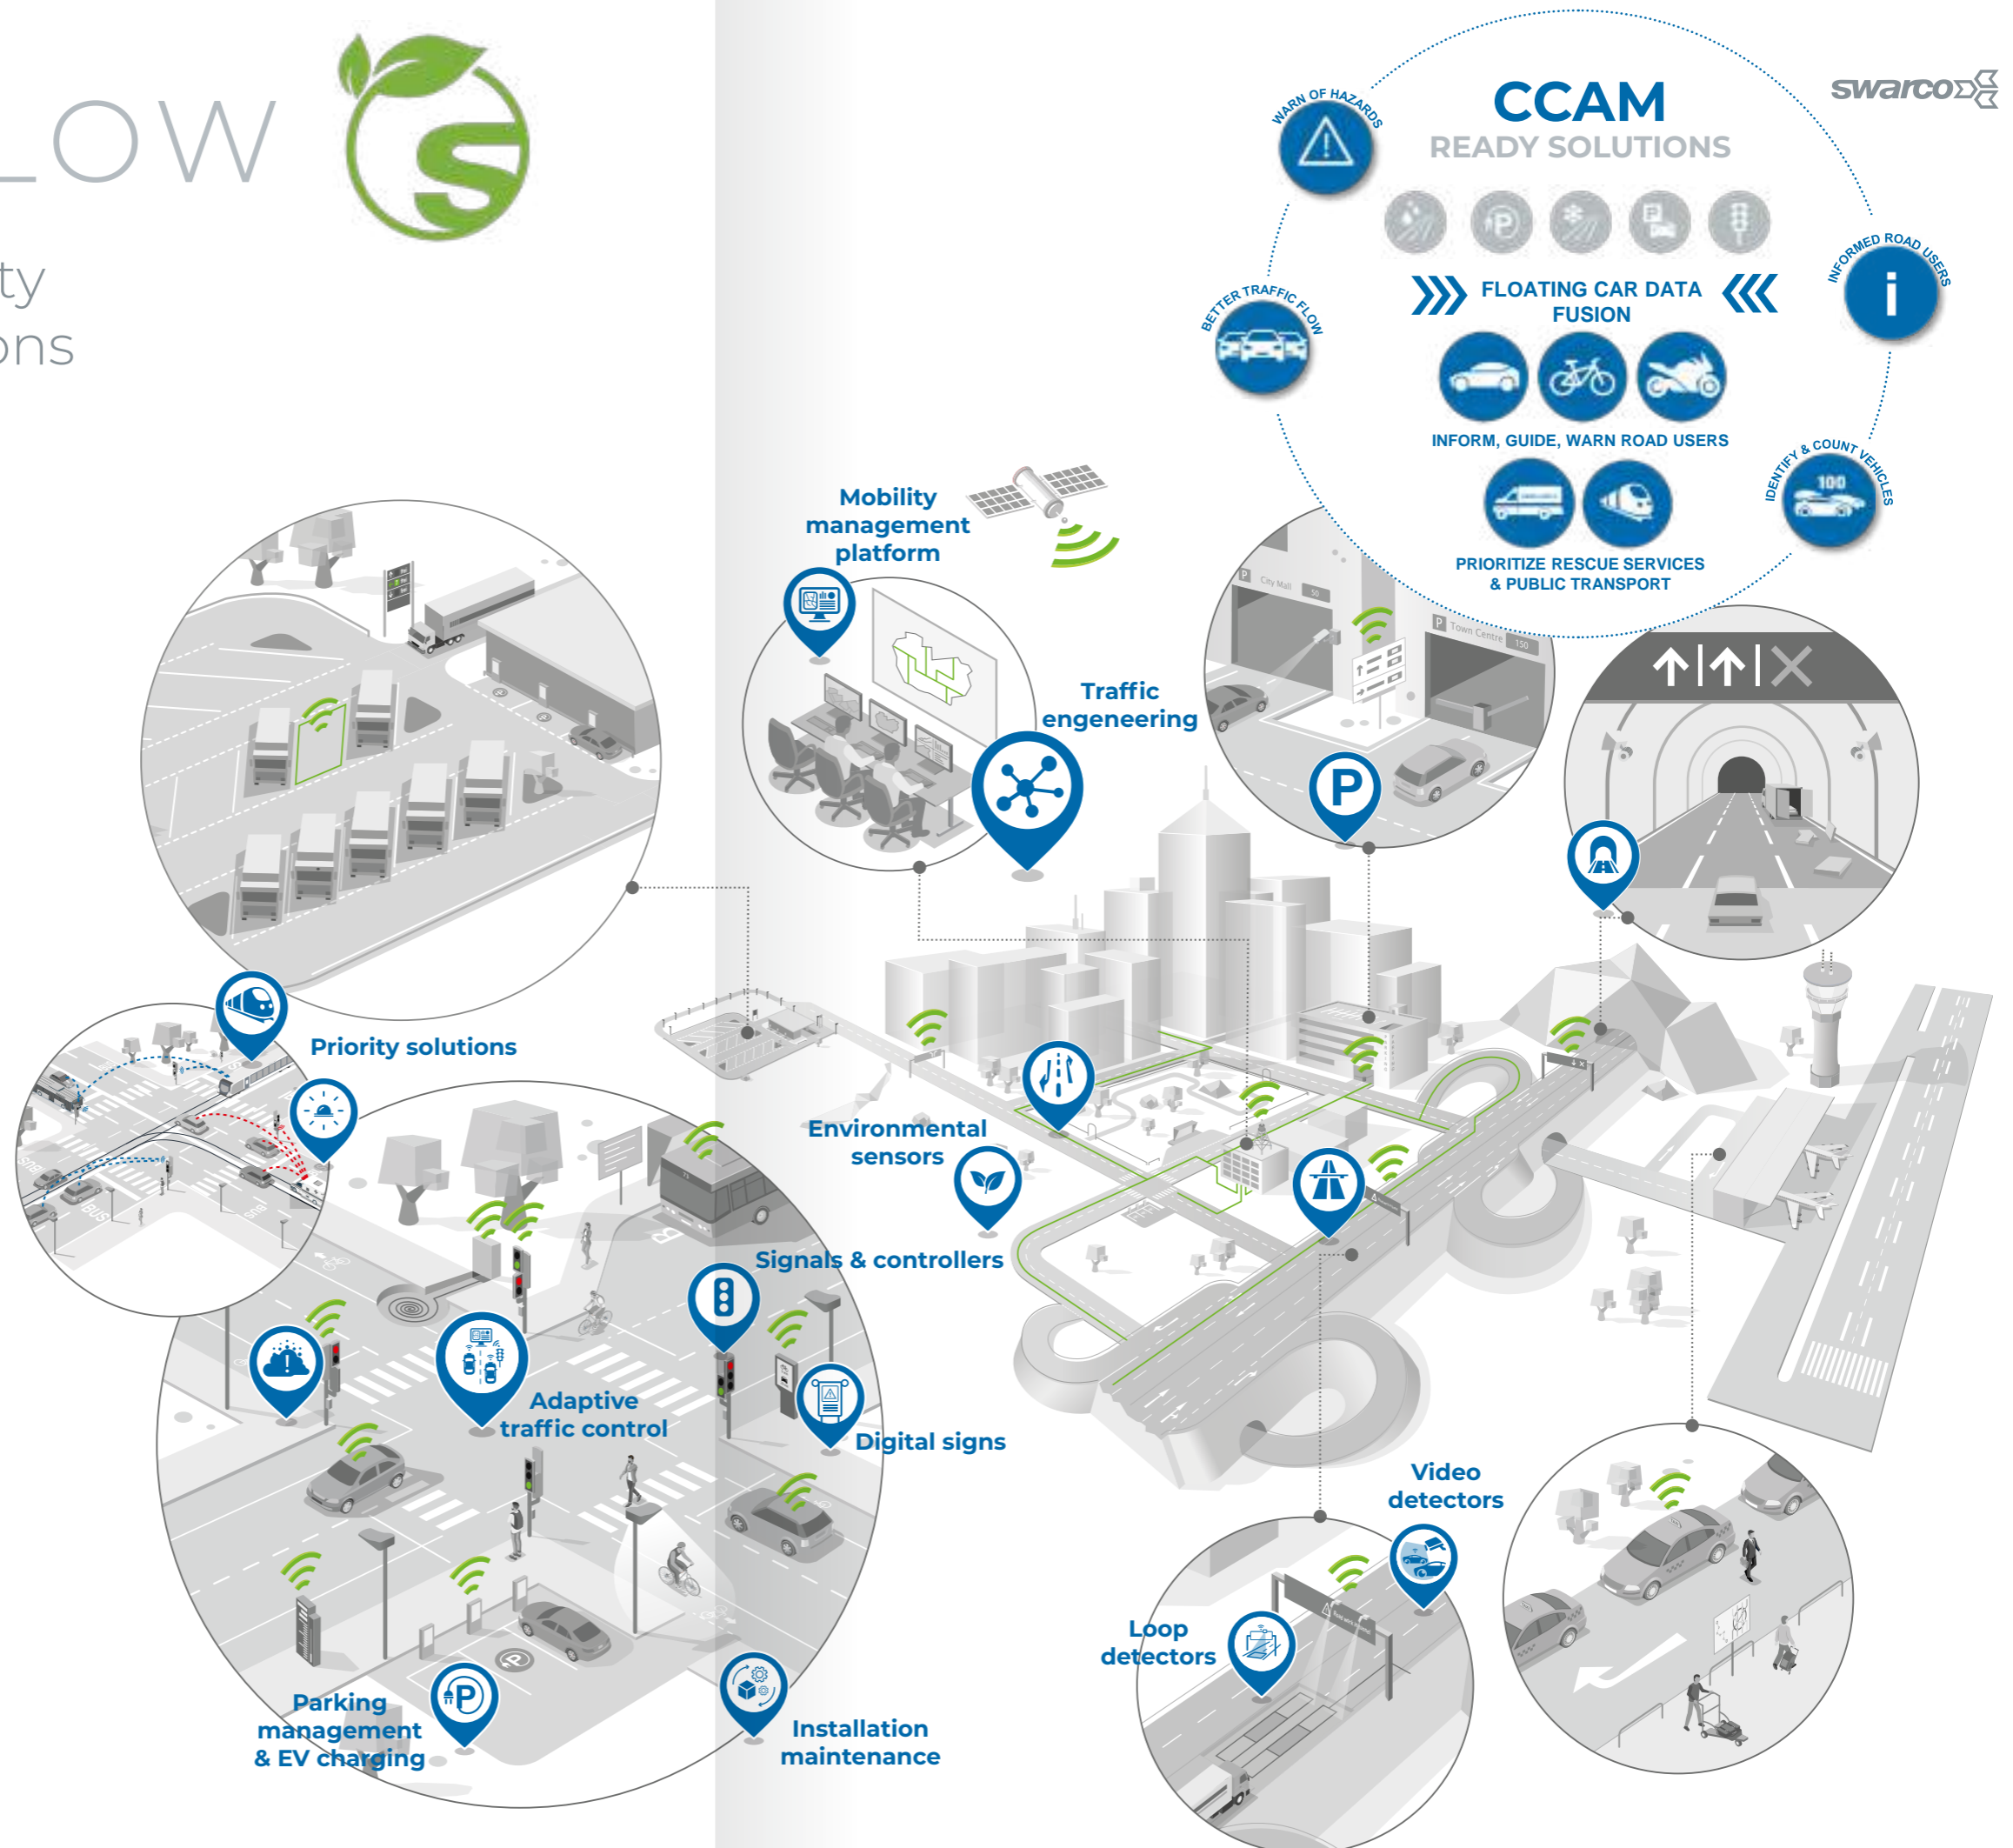 LOW
ty
ons
swarco
CCAM
READY SOLUTIONS
WARN OF HAZARDS
INFORMED ROAD USERS
BETTER TRAFFIC FLOW
FLOATING CAR DATA
FUSION
INFORM, GUIDE, WARN ROAD USERS
IDENTIFY & COUNT VEHICLES
100
PRIORITIZE RESCUE SERVICES
& PUBLIC TRANSPORT
Mobility
management
platform
P City Mall 50
P Town Centre 150
Traffic
engeneering
P
Priority solutions
BUS
BUS
BUS
Environmental
sensors
Signals & controllers
Adaptive
traffic control
Digital signs
Video
detectors
Loop
detectors
Parking
management
& EV charging
P
Installation
maintenance